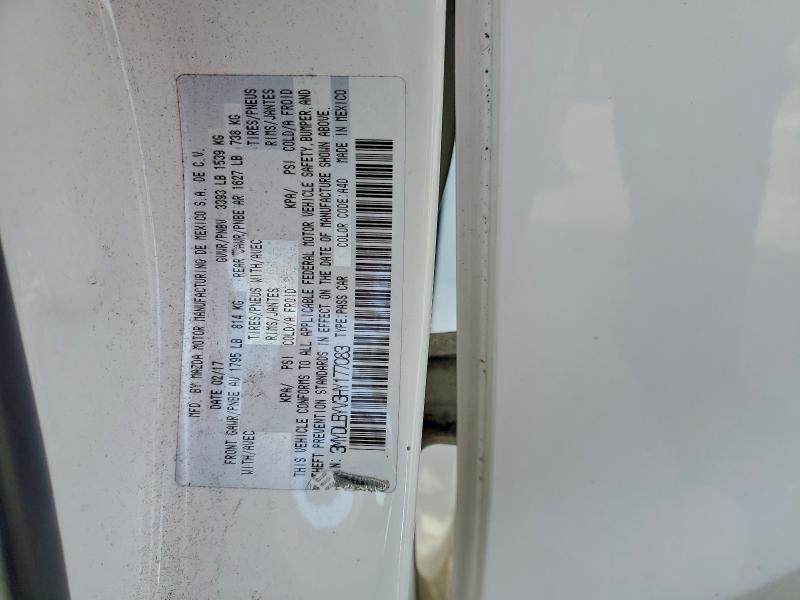 MFD. BY MAZDA MOTOR MANUFACTURING DE MEXICO S.A. DE C.V.
DATE 02/17 GVWR/PNBV 3393 LB 1539 KG
FRONT GAWR/PNBE AV 1795 LB 814 KG REAR GAWR/PNBE AR 1627 LB 738 KG
WITH/AVEC TIRES/PNEUS WITH/AVEC TIRES/PNEUS
RIMS/JANTES RIMS/JANTES
KPA/ PSI COLD/A FROID KPA/ PSI COLD/A FROID
THIS VEHICLE CONFORMS TO ALL APPLICABLE FEDERAL MOTOR VEHICLE SAFETY, BUMPER, AND
THEFT PREVENTION STANDARDS IN EFFECT ON THE DATE OF MANUFACTURE SHOWN ABOVE.
N: 3MYDLBYV3HY177083 TYPE: PASS CAR COLOR CODE: A4D MADE IN MEXICO